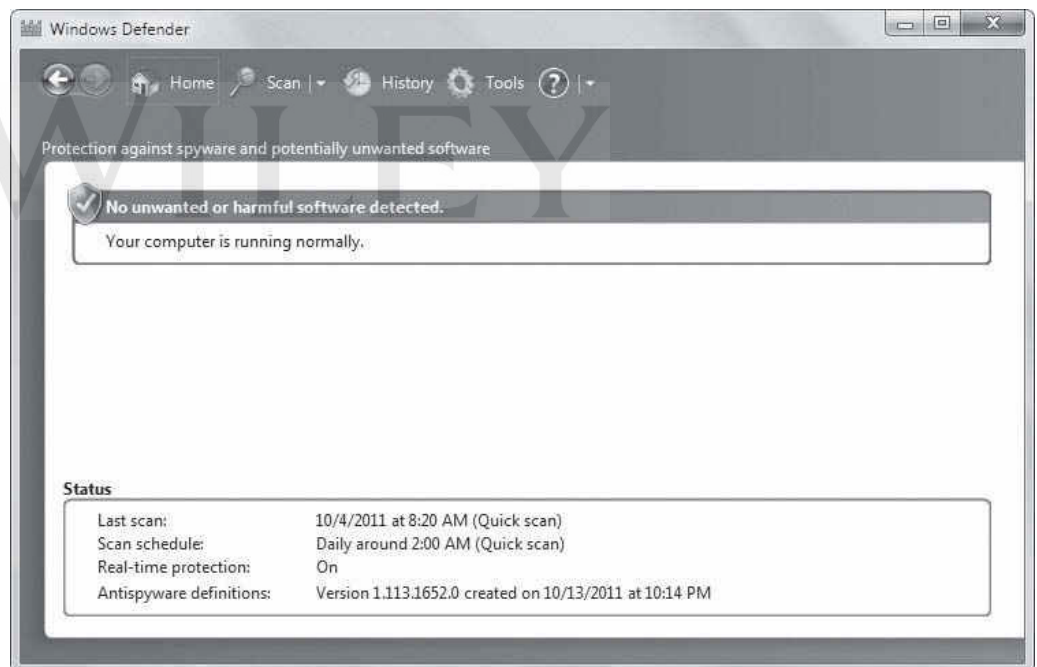 Windows Defender
Home Scan History Tools ?
WILEY
Protection against spyware and potentially unwanted software
No unwanted or harmful software detected.
Your computer is running normally.
Status
Last scan: 10/4/2011 at 8:20 AM (Quick scan)
Scan schedule: Daily around 2:00 AM (Quick scan)
Real-time protection: On
Antispyware definitions: Version 1.113.1652.0 created on 10/13/2011 at 10:14 PM